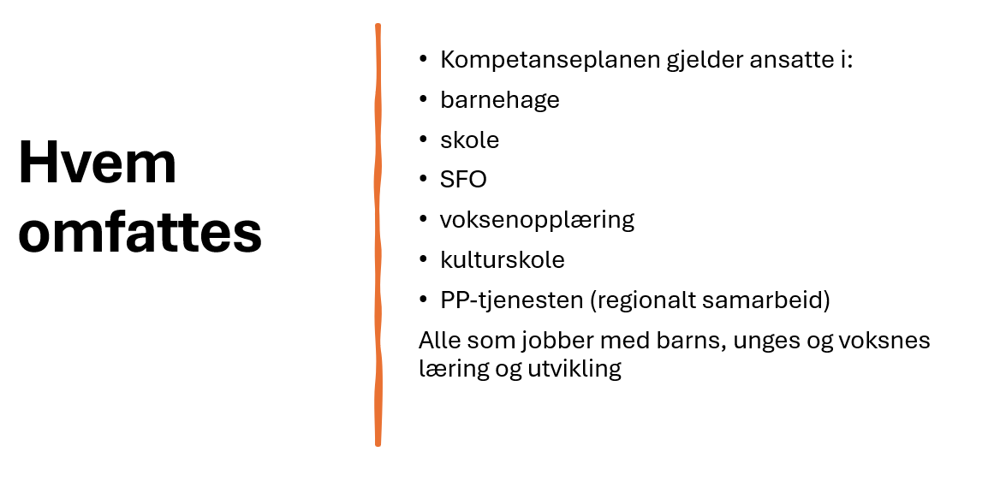 Hvem
omfattes
• Kompetanseplanen gjelder ansatte i:
• barnehage
• skole
• SFO
• voksenopplæring
• kulturskole
• PP-tjenesten (regionalt samarbeid)
Alle som jobber med barns, unges og voksnes
læring og utvikling